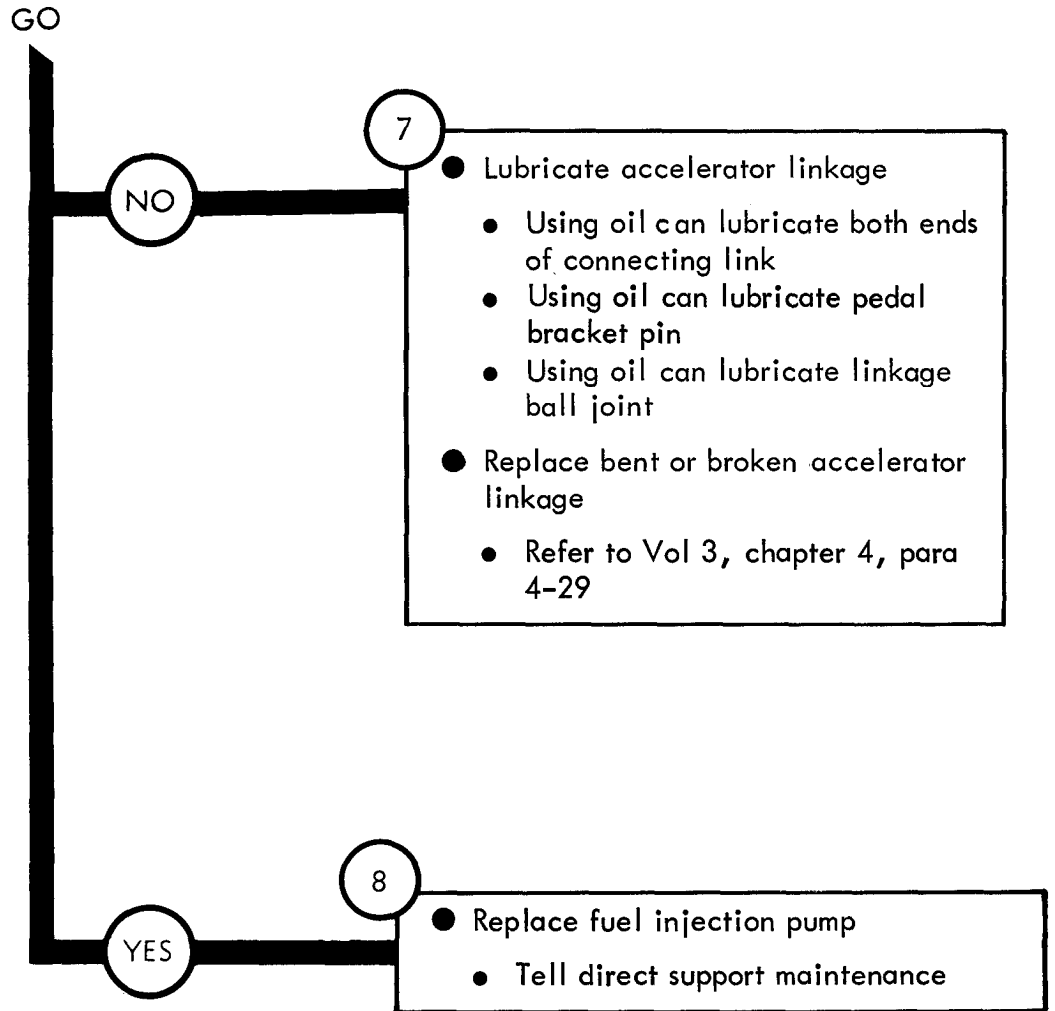 GO
7
● Lubricate accelerator linkage
NO
● Using oil can lubricate both ends
of connecting link
● Using oil can lubricate pedal
bracket pin
● Using oil can lubricate linkage
ball joint
● Replace bent or broken accelerator
linkage
● Refer to Vol 3, chapter 4, para
4-29
8
● Replace fuel injection pump
YES
● Tell direct support maintenance